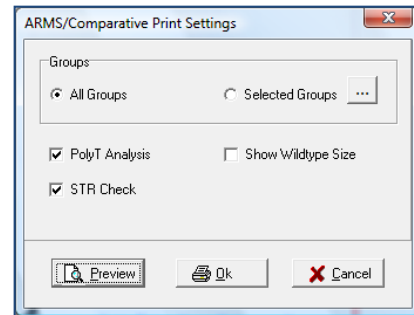 ARMS/Comparative Print Settings
Groups
All Groups Selected Groups ...
PolyT Analysis Show Wildtype Size
STR Check
Preview Ok Cancel